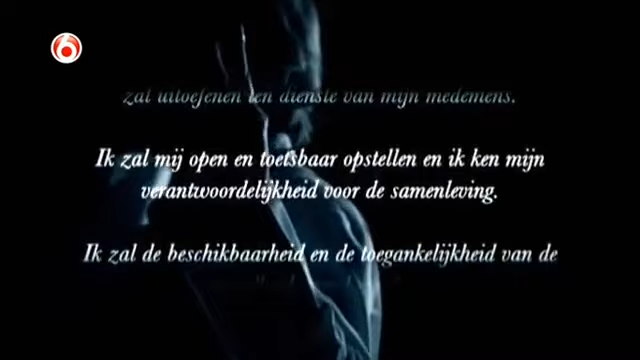 6
zal uitoefenen ten dienste van mijn medemens.
Ik zal mij open en toetsbaar opstellen en ik ken mijn
verantwoordelijkheid voor de samenleving.
Ik zal de beschikbaarheid en de toegankelijkheid van de